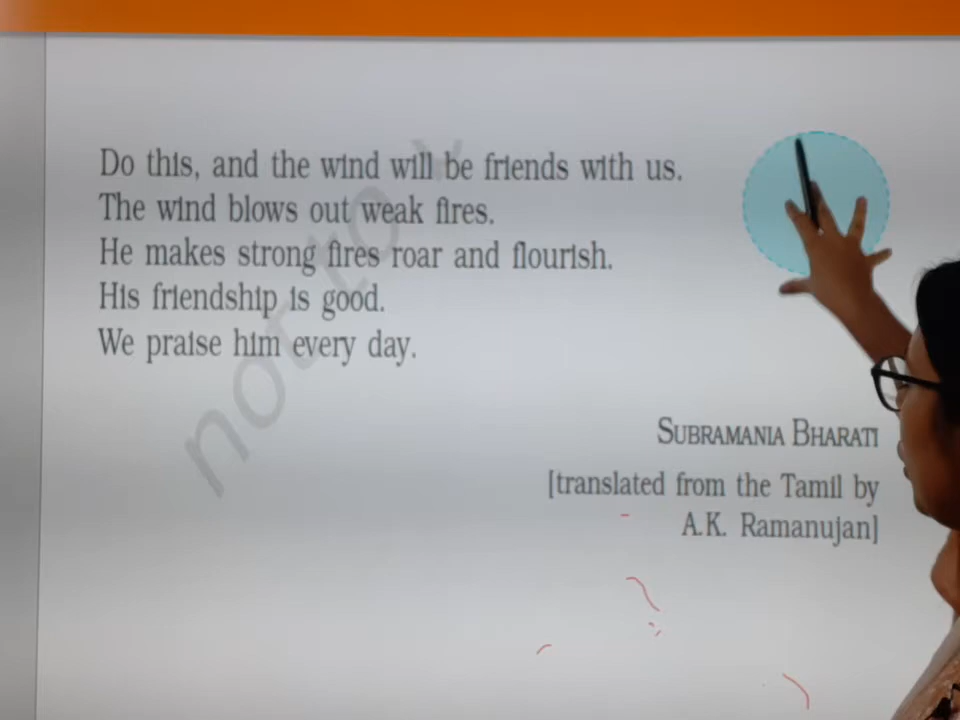 Do this, and the wind will be friends with us.
The wind blows out weak fires.
He makes strong fires roar and flourish.
His friendship is good.
We praise him every day.
SUBRAMANIA BHARATI
[translated from the Tamil by
A.K. Ramanujan]
not to